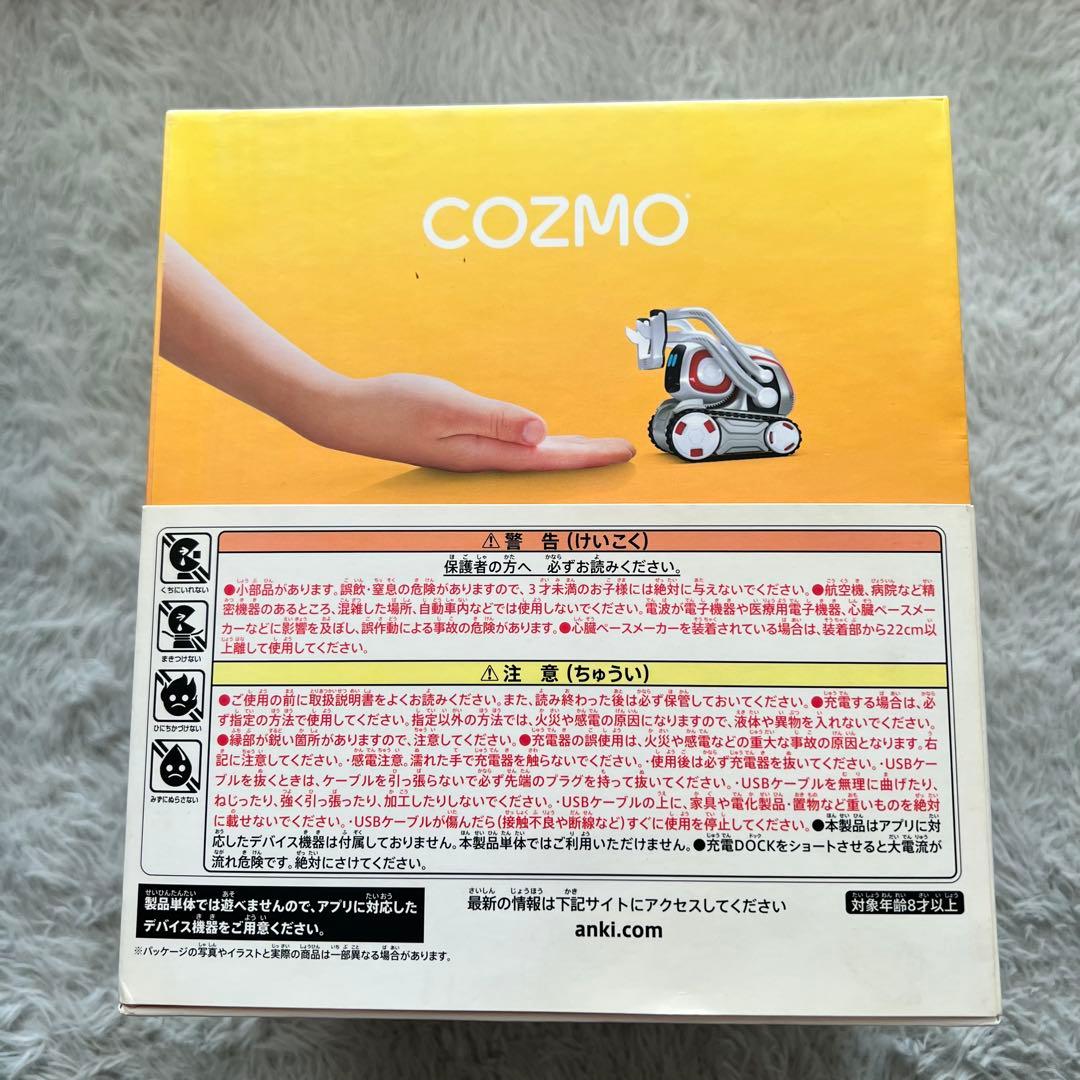 COZMO
警 告 (けいこく)
保護者の方へ 必ずお読みください。
くちにいれない
●小部品があります。誤飲・窒息の危険がありますので、3才未満のお子様には絶対に与えないでください。●航空機、病院など精
密機器のあるところ、混雑した場所、自動車内などでは使用しないでください。電波が電子機器や医療用電子機器、心臓ペースメー
カーなどに影響を及ぼし、誤作動による事故の危険があります。●心臓ペースメーカーを装着されている場合は、装着部から22cm以
上離して使用してください。
まきつけない
注 意 (ちゅうい)
●ご使用の前に取扱説明書をよくお読みください。また、読み終わった後は必ず保管しておいてください。●充電する場合は、必
ず指定の方法で使用してください。指定以外の方法では、火災や感電の原因になりますので、液体や異物を入れないでください。
ひにちかづけない
●縁部が鋭い箇所がありますので、注意してください。●充電器の誤使用は、火災や感電などの重大な事故の原因となります。右
記に注意してください。・感電注意。濡れた手で充電器を触らないでください。・使用後は必ず充電器を抜いてください。・USBケー
ブルを抜くときは、ケーブルを引っ張らないで必ず先端のプラグを持って抜いてください。・USBケーブルを無理に曲げたり、
ねじったり、強く引っ張ったり、加工したりしないでください。・USBケーブルの上に、家具や電化製品・置物など重いものを絶対
みずにぬらさない
に載せないでください。・USBケーブルが傷んだら(接触不良や断線など)すぐに使用を停止してください。●本製品はアプリに対
応したデバイス機器は付属しておりません。本製品単体ではご利用いただけません。●充電DOCKをショートさせると大電流が
流れ危険です。絶対にさけてください。
製品単体では遊べませんので、アプリに対応した
デバイス機器をご用意ください。
最新の情報は下記サイトにアクセスしてください
anki.com
対象年齢8才以上
※パッケージの写真やイラストと実際の商品は一部異なる場合があります。